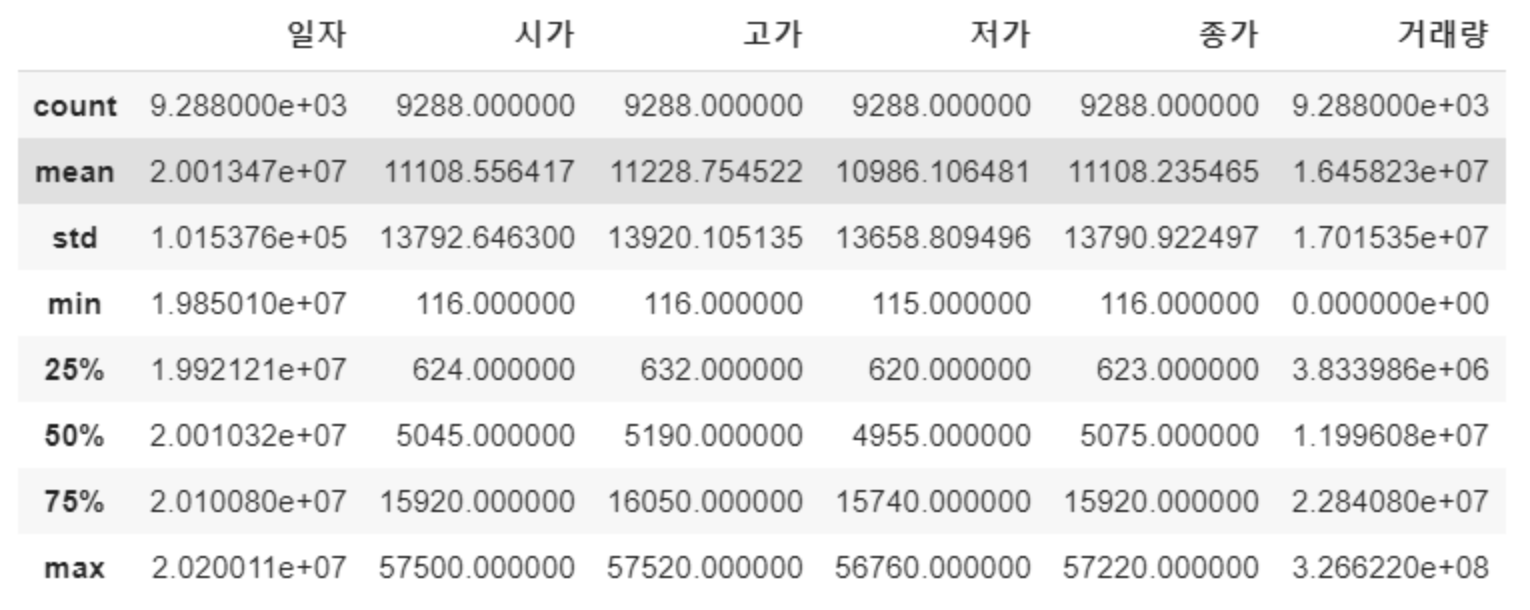 일자 시가 고가 저가 종가 거래량
count 9.288000e+03 9288.000000 9288.000000 9288.000000 9288.000000 9.288000e+03
mean 2.001347e+07 11108.556417 11228.754522 10986.106481 11108.235465 1.645823e+07
std 1.015376e+05 13792.646300 13920.105135 13658.809496 13790.922497 1.701535e+07
min 1.985010e+07 116.000000 116.000000 115.000000 116.000000 0.000000e+00
25% 1.992121e+07 624.000000 632.000000 620.000000 623.000000 3.833986e+06
50% 2.001032e+07 5045.000000 5190.000000 4955.000000 5075.000000 1.199608e+07
75% 2.010080e+07 15920.000000 16050.000000 15740.000000 15920.000000 2.284080e+07
max 2.020011e+07 57500.000000 57520.000000 56760.000000 57220.000000 3.266220e+08